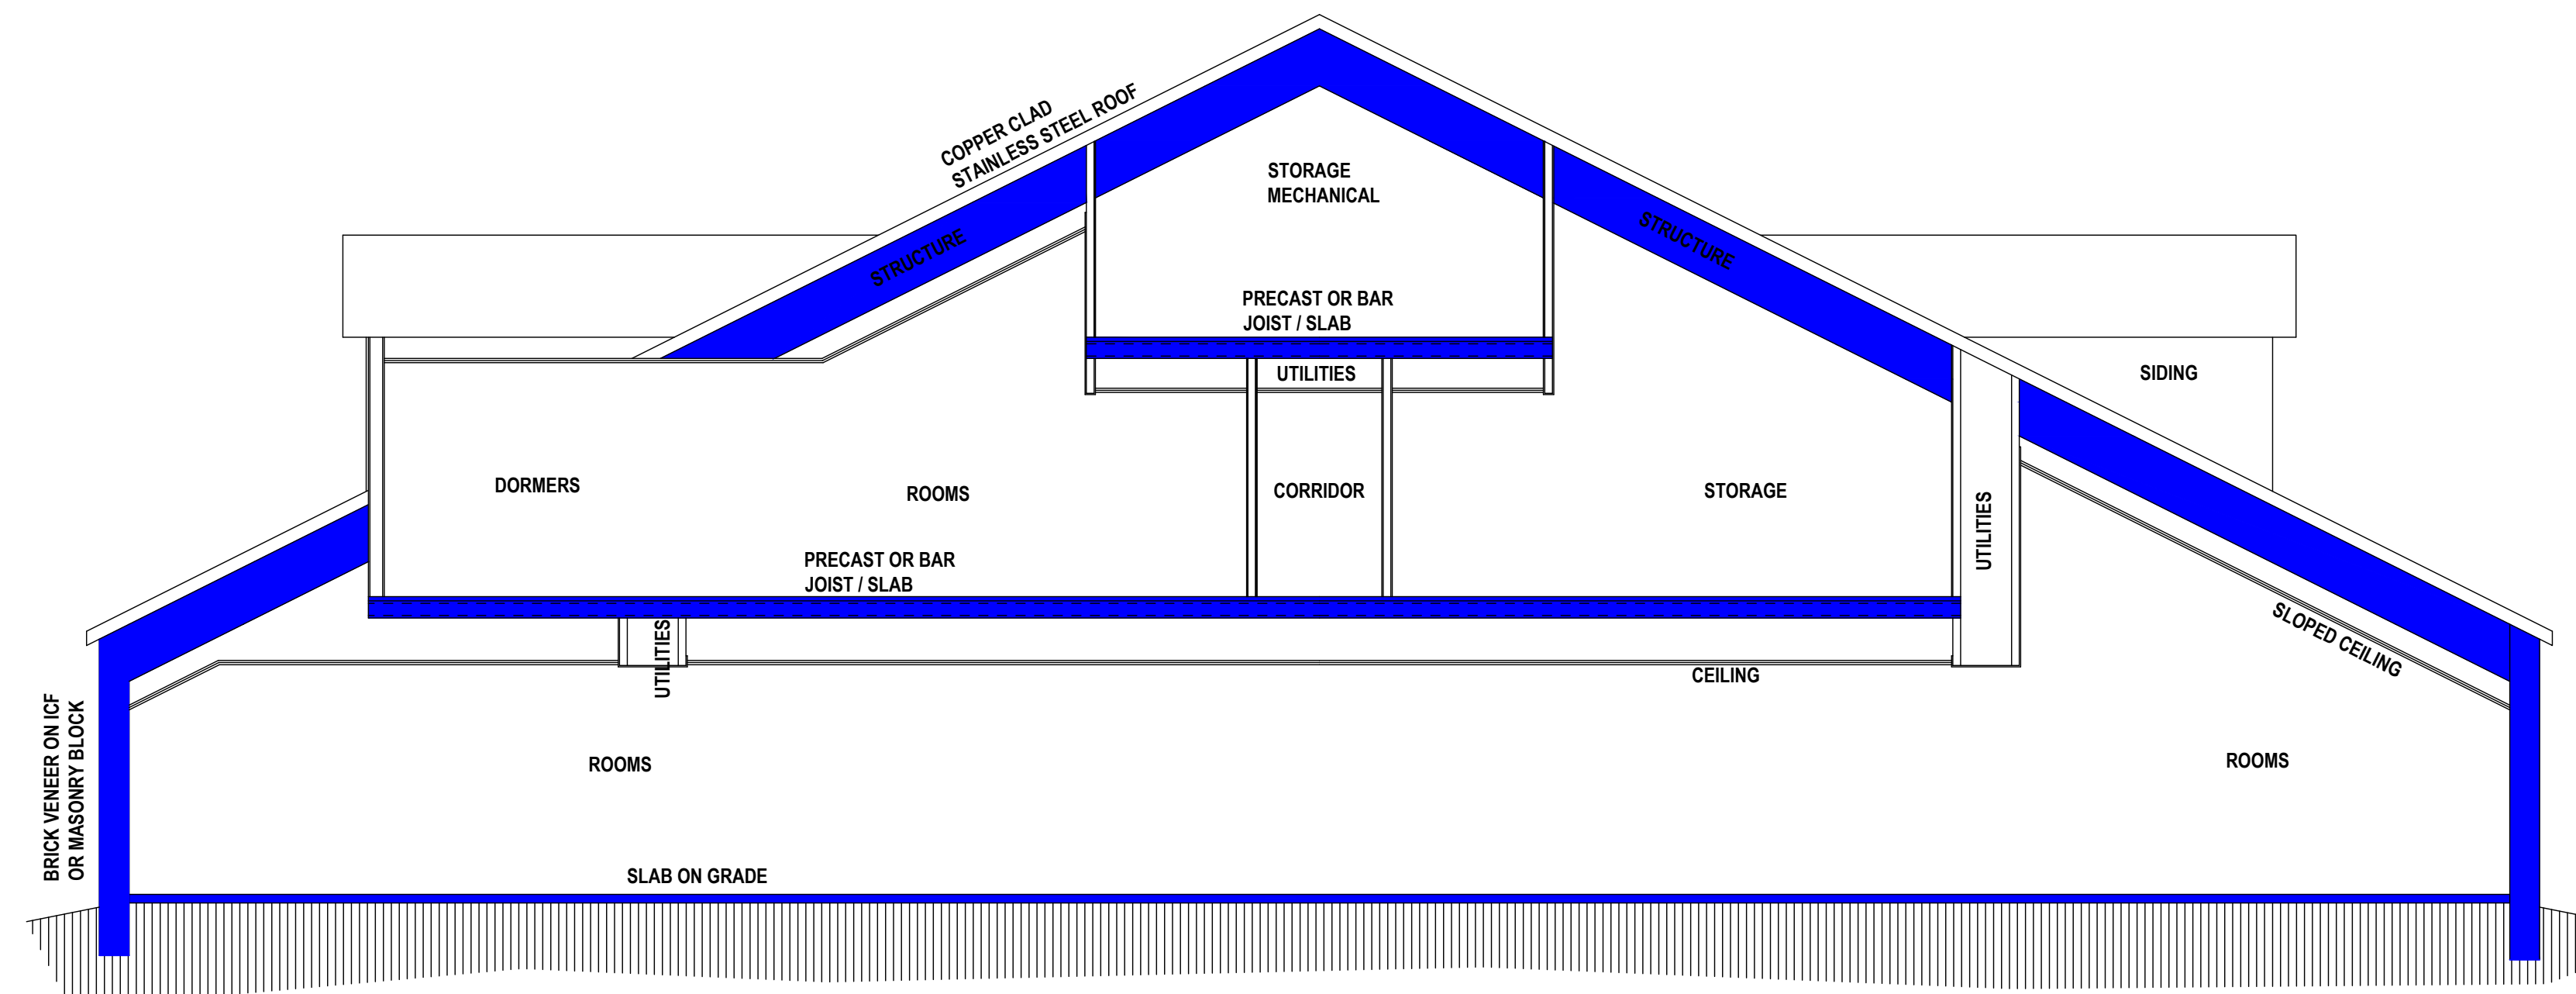 COPPER CLAD
STAINLESS STEEL ROOF
STORAGE
MECHANICAL
STRUCTURE
STRUCTURE
PRECAST OR BAR
JOIST / SLAB
UTILITIES
SIDING
DORMERS
ROOMS
CORRIDOR
STORAGE
UTILITIES
PRECAST OR BAR
JOIST / SLAB
SLOPED CEILING
UTILITIES
CEILING
BRICK VENEER ON ICF
OR MASONRY BLOCK
ROOMS
ROOMS
SLAB ON GRADE